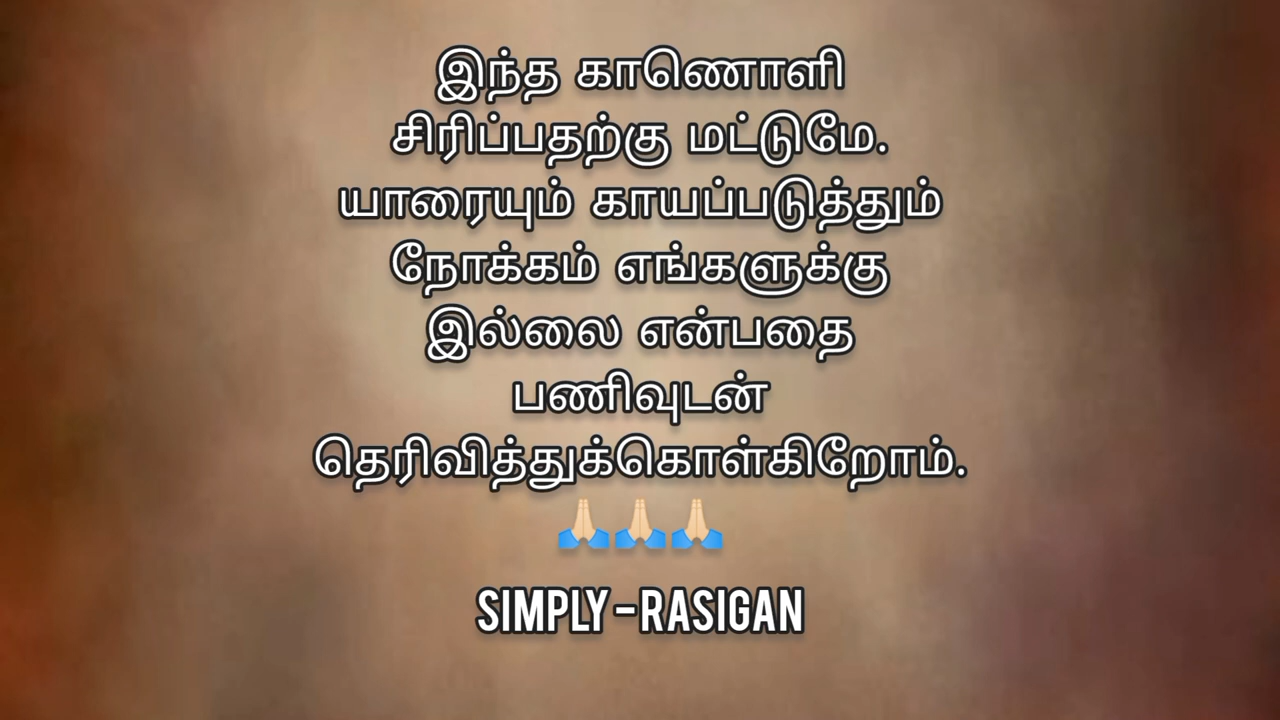 இந்த காணொளி
சிரிப்பதற்கு மட்டுமே.
யாரையும் காயப்படுத்தும்
நோக்கம் எங்களுக்கு
இல்லை என்பதை
பணிவுடன்
தெரிவித்துக்கொள்கிறோம்.
🙏🏻🙏🏻🙏🏻
SIMPLY - RASIGAN